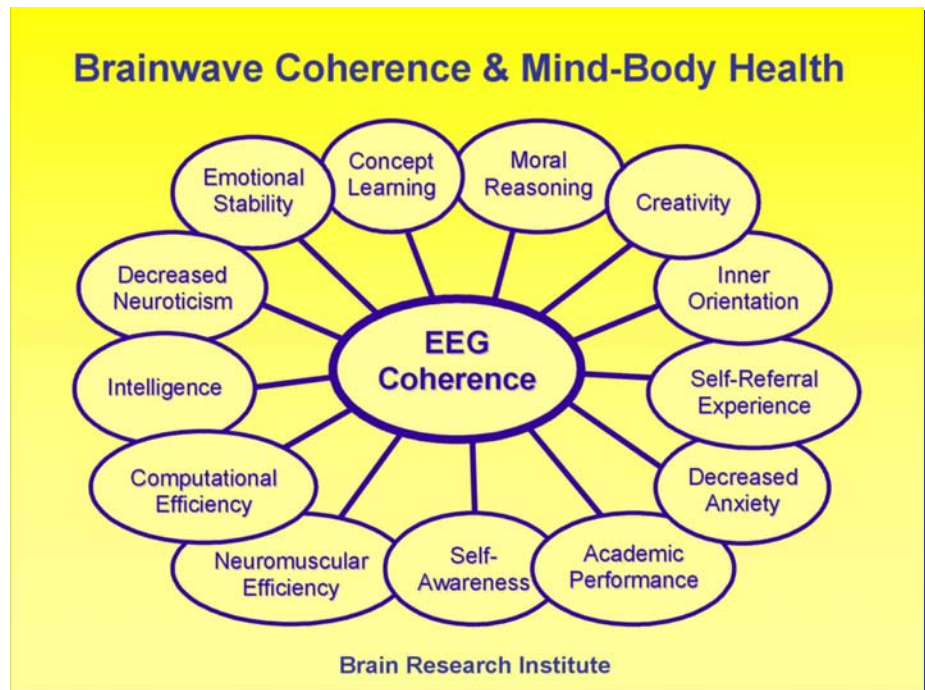 Brainwave Coherence & Mind-Body Health
Emotional
Stability
Concept
Learning
Moral
Reasoning
Creativity
Decreased
Neuroticism
Inner
Orientation
EEG
Coherence
Intelligence
Self-Referral
Experience
Computational
Efficiency
Decreased
Anxiety
Neuromuscular
Efficiency
Self-
Awareness
Academic
Performance
Brain Research Institute